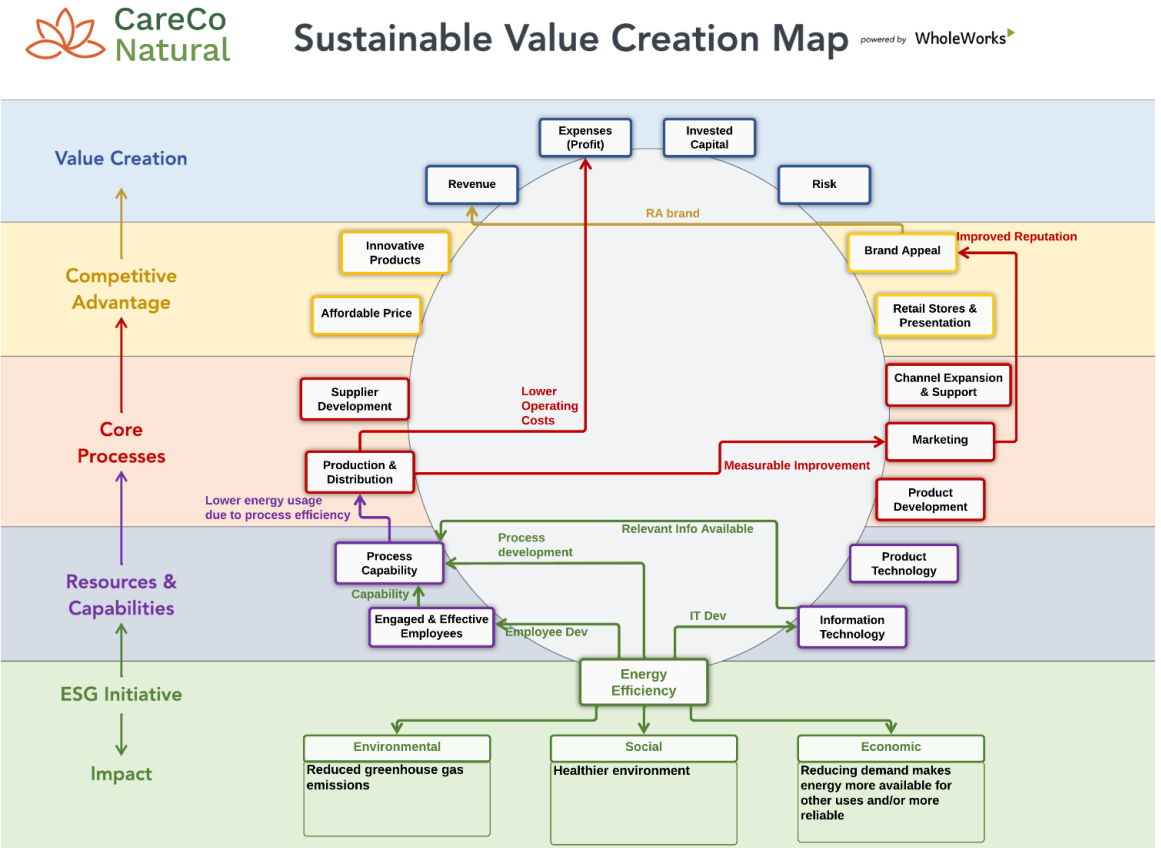 CareCo
Natural
Sustainable Value Creation Map
powered by WholeWorks
Value Creation
Competitive
Advantage
Core
Processes
Resources &
Capabilities
ESG Initiative
Impact
Expenses
(Profit)
Invested
Capital
Revenue
Risk
RA brand
Innovative
Products
Brand Appeal
Improved Reputation
Affordable Price
Retail Stores &
Presentation
Supplier
Development
Lower
Operating
Costs
Channel Expansion
& Support
Production &
Distribution
Measurable Improvement
Marketing
Lower energy usage
due to process efficiency
Product
Development
Relevant Info Available
Process
development
Process
Capability
Product
Technology
Capability
Engaged & Effective
Employees
Employee Dev
IT Dev
Information
Technology
Energy
Efficiency
Environmental
Reduced greenhouse gas
emissions
Social
Healthier environment
Economic
Reducing demand makes
energy more available for
other uses and/or more
reliable